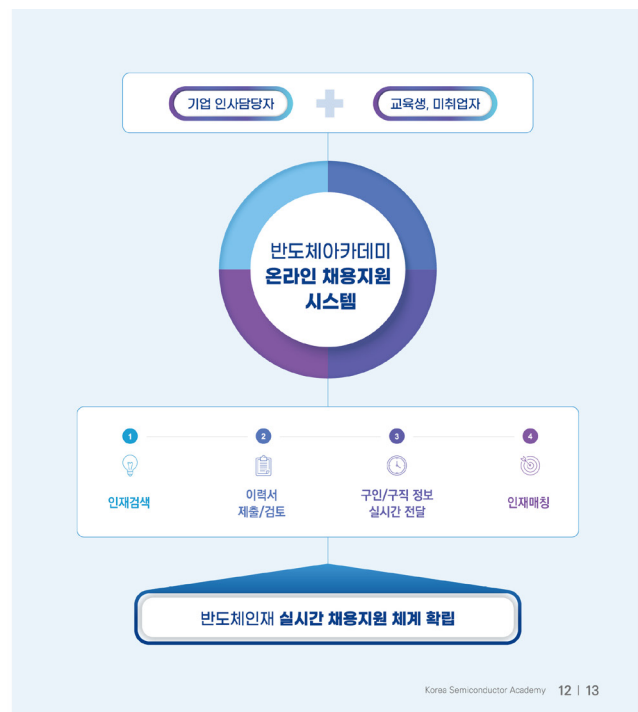 기업 인사담당자
교육생, 미취업자
반도체아카데미
온라인 채용지원
시스템
1
2
3
4
인재검색
이력서
제출/검토
구인/구직 정보
실시간 전달
인재매칭
반도체인재 실시간 채용지원 체계 확립
Korea Semiconductor Academy 12 | 13